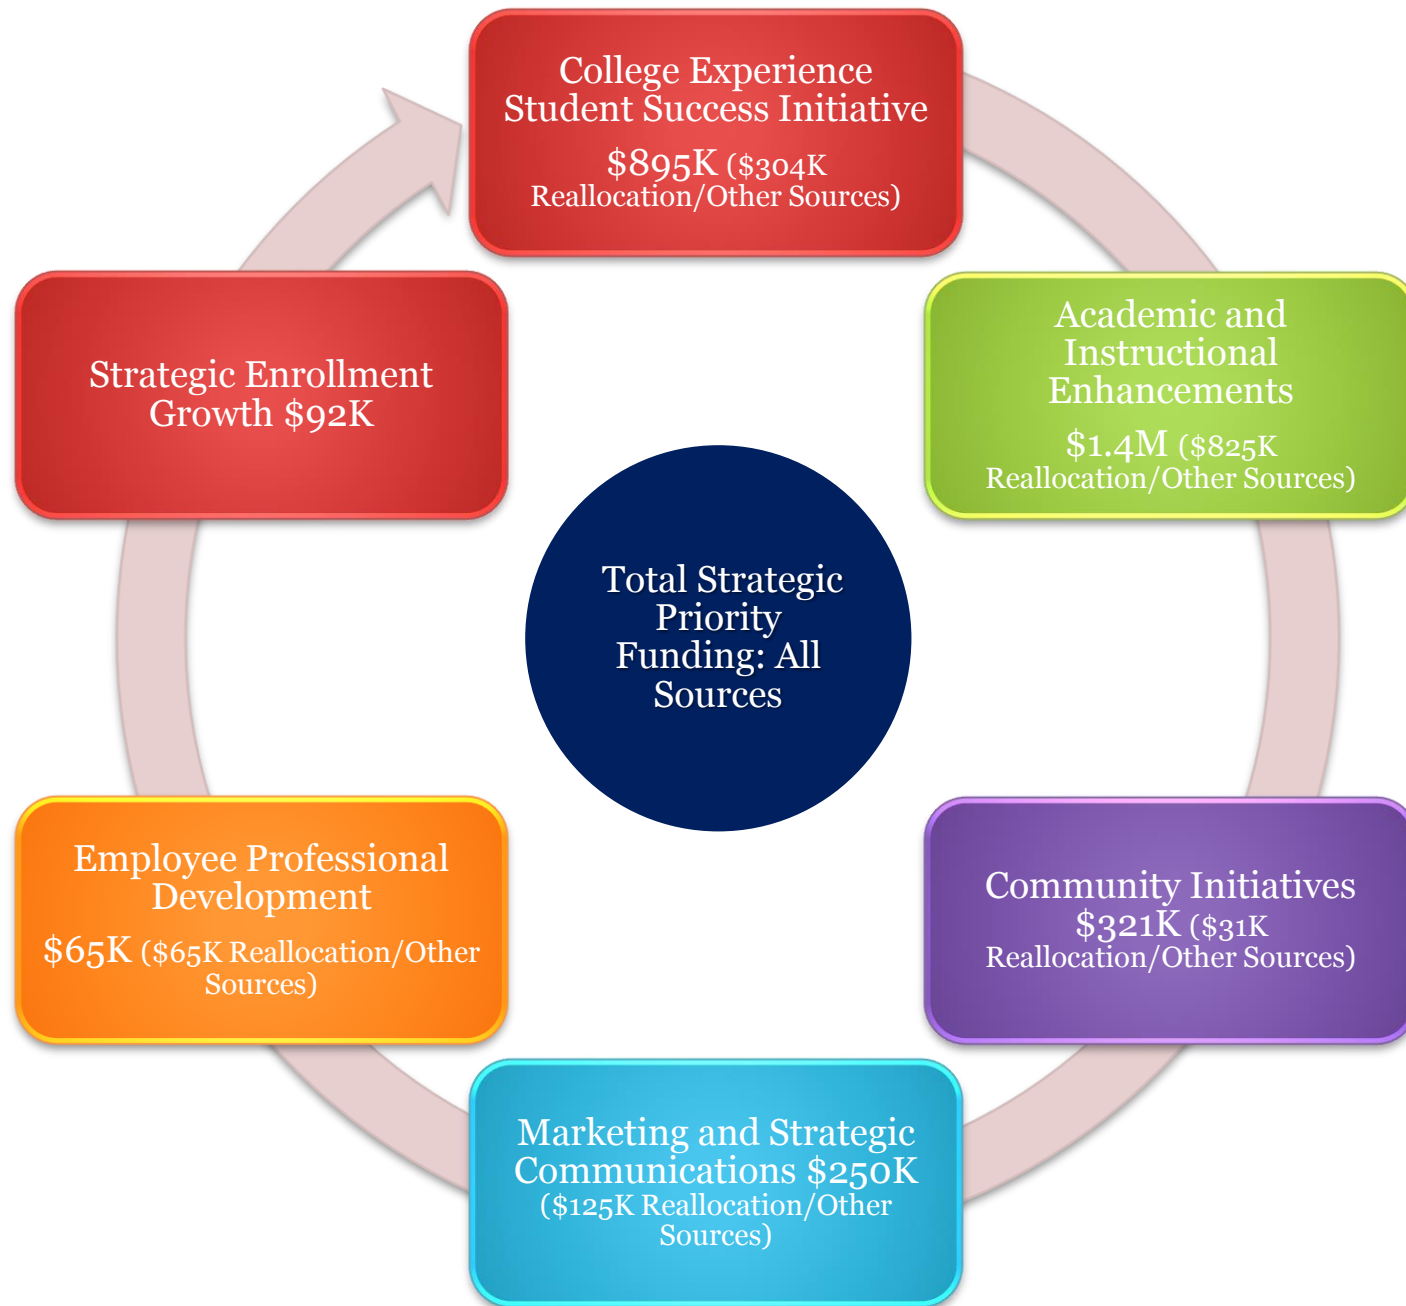 College Experience
Student Success Initiative
$895K ($304K
Reallocation/Other Sources)
Academic and
Instructional
Enhancements
$1.4M ($825K
Reallocation/Other Sources)
Community Initiatives
$321K ($31K
Reallocation/Other Sources)
Marketing and Strategic
Communications $250K
($125K Reallocation/Other
Sources)
Employee Professional
Development
$65K ($65K Reallocation/Other
Sources)
Strategic Enrollment
Growth $92K
Total Strategic
Priority
Funding: All
Sources